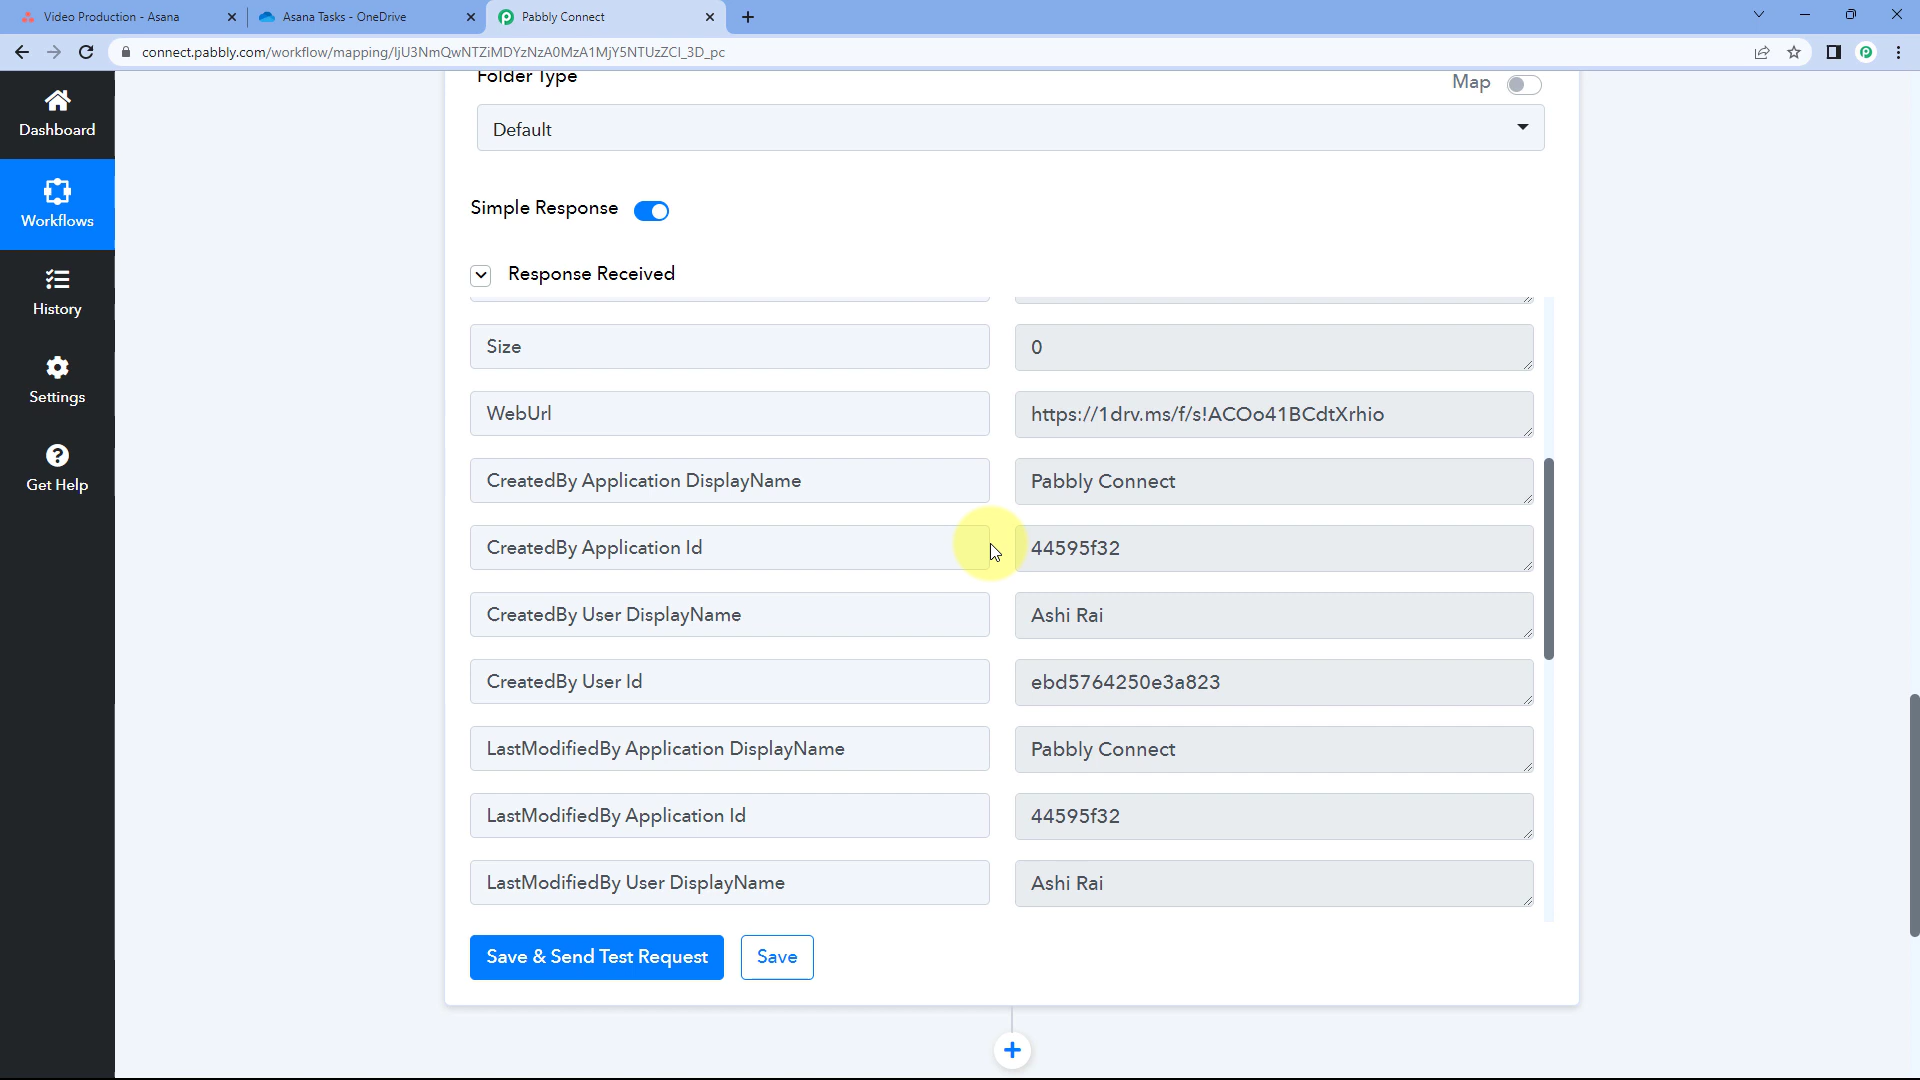 Video Production - Asana
Asana Tasks - OneDrive
Pabbly Connect
connect.pabbly.com/workflow/mapping/IjU3NmQwNTZiMDYzNzA0MzA1MjY5NTUzZCI_3D_pc
Folder Type
Map
Dashboard
Default
Workflows
Simple Response
Response Received
History
Size
0
Settings
WebUrl
https://1drv.ms/f/s!ACOo41BCdtXrhio
Get Help
CreatedBy Application DisplayName
Pabbly Connect
CreatedBy Application Id
44595f32
CreatedBy User DisplayName
Ashi Rai
CreatedBy User Id
ebd5764250e3a823
LastModifiedBy Application DisplayName
Pabbly Connect
LastModifiedBy Application Id
44595f32
LastModifiedBy User DisplayName
Ashi Rai
Save & Send Test Request
Save